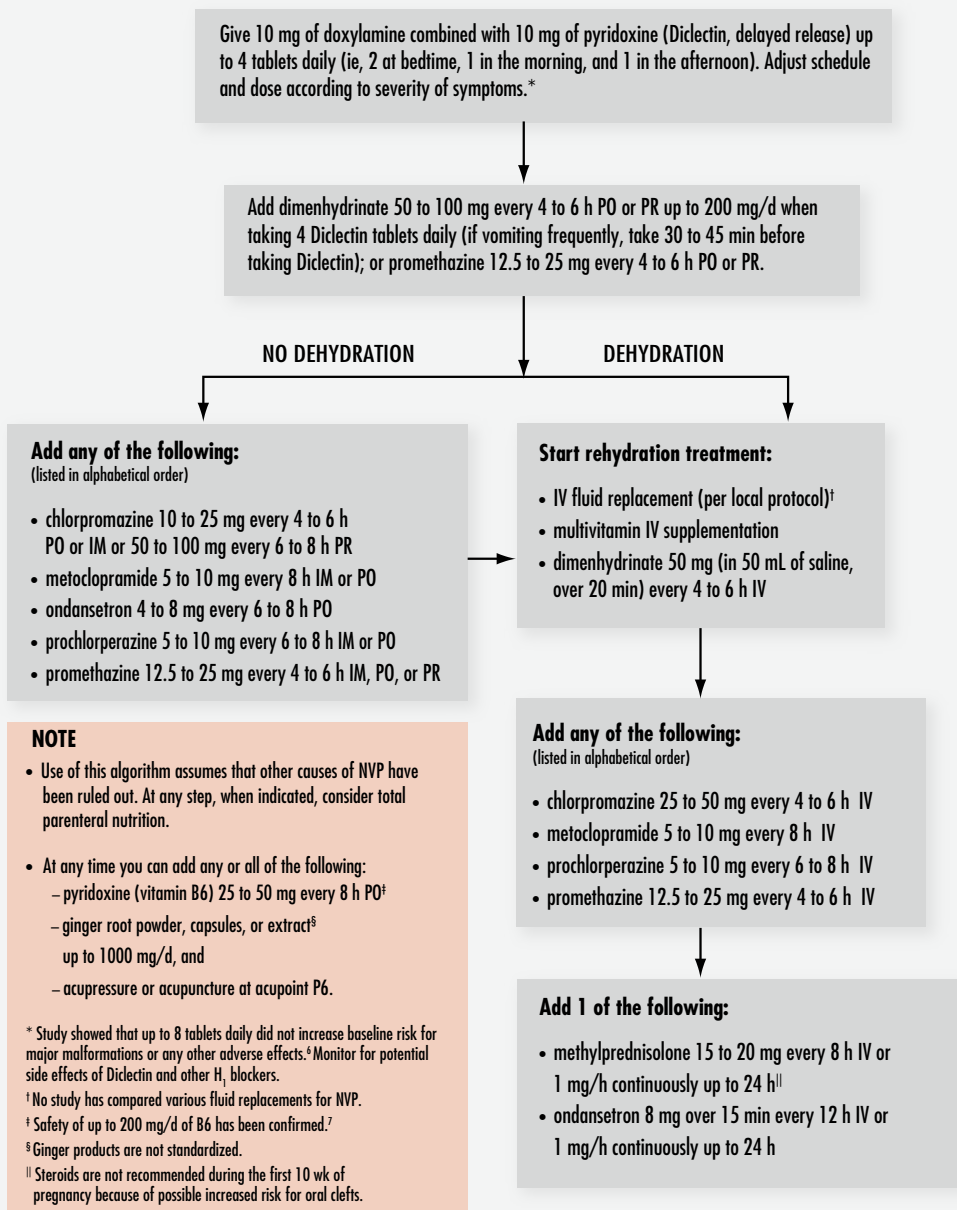 Give 10 mg of doxylamine combined with 10 mg of pyridoxine (Diclectin, delayed release) up
to 4 tablets daily (ie, 2 at bedtime, 1 in the morning, and 1 in the afternoon). Adjust schedule
and dose according to severity of symptoms.*
Add dimenhydrinate 50 to 100 mg every 4 to 6 h PO or PR up to 200 mg/d when
taking 4 Diclectin tablets daily (if vomiting frequently, take 30 to 45 min before
taking Diclectin); or promethazine 12.5 to 25 mg every 4 to 6 h PO or PR.
NO DEHYDRATION
DEHYDRATION
Add any of the following:
(listed in alphabetical order)
• chlorpromazine 10 to 25 mg every 4 to 6 h
PO or IM or 50 to 100 mg every 6 to 8 h PR
• metoclopramide 5 to 10 mg every 8 h IM or PO
• ondansetron 4 to 8 mg every 6 to 8 h PO
• prochlorperazine 5 to 10 mg every 6 to 8 h IM or PO
• promethazine 12.5 to 25 mg every 4 to 6 h IM, PO, or PR
Start rehydration treatment:
• IV fluid replacement (per local protocol)†
• multivitamin IV supplementation
• dimenhydrinate 50 mg (in 50 mL of saline,
over 20 min) every 4 to 6 h IV
Add any of the following:
(listed in alphabetical order)
• chlorpromazine 25 to 50 mg every 4 to 6 h IV
• metoclopramide 5 to 10 mg every 8 h IV
• prochlorperazine 5 to 10 mg every 6 to 8 h IV
• promethazine 12.5 to 25 mg every 4 to 6 h IV
Add 1 of the following:
• methylprednisolone 15 to 20 mg every 8 h IV or
1 mg/h continuously up to 24 h||
• ondansetron 8 mg over 15 min every 12 h IV or
1 mg/h continuously up to 24 h
NOTE
• Use of this algorithm assumes that other causes of NVP have
been ruled out. At any step, when indicated, consider total
parenteral nutrition.
• At any time you can add any or all of the following:
– pyridoxine (vitamin B6) 25 to 50 mg every 8 h PO‡
– ginger root powder, capsules, or extract§
up to 1000 mg/d, and
– acupressure or acupuncture at acupoint P6.
* Study showed that up to 8 tablets daily did not increase baseline risk for
major malformations or any other adverse effects.⁶ Monitor for potential
side effects of Diclectin and other H₁ blockers.
† No study has compared various fluid replacements for NVP.
‡ Safety of up to 200 mg/d of B6 has been confirmed.⁷
§ Ginger products are not standardized.
|| Steroids are not recommended during the first 10 wk of
pregnancy because of possible increased risk for oral clefts.